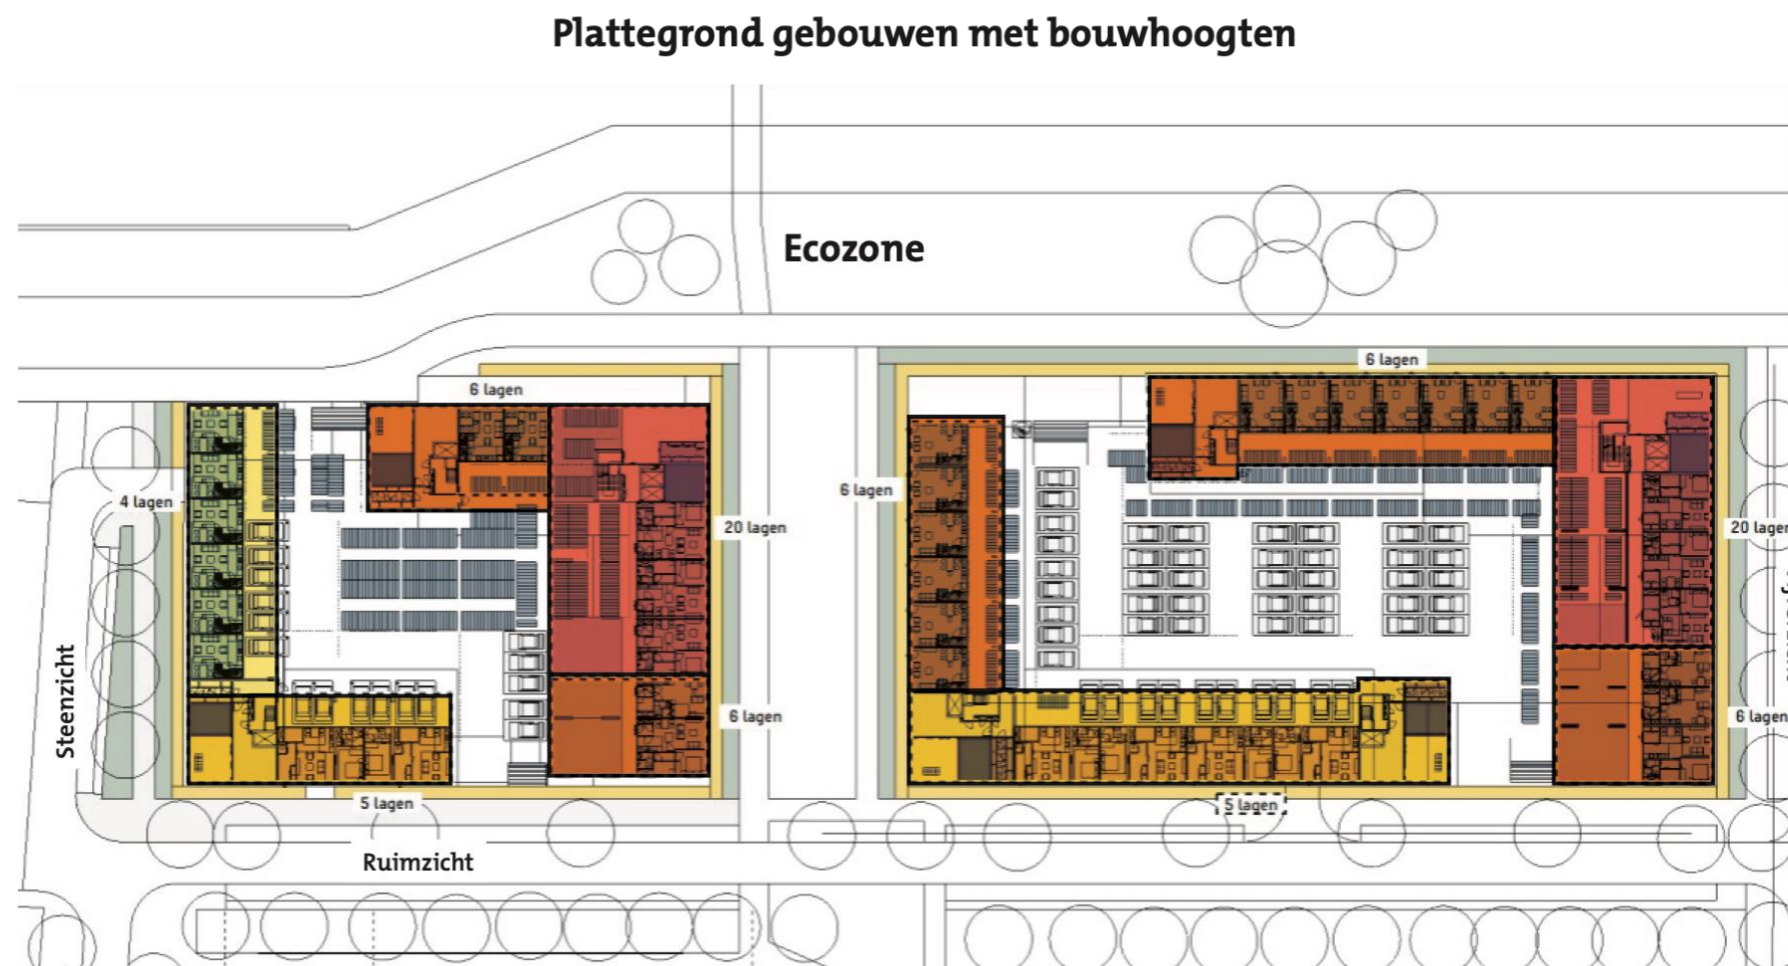 Plattegrond gebouwen met bouwhoogten
Ecozone
6 lagen
6 lagen
4 lagen
6 lagen
20 lagen
20 lagen
Steenzicht
6 lagen
6 lagen
5 lagen
5 lagen
Ruimzicht